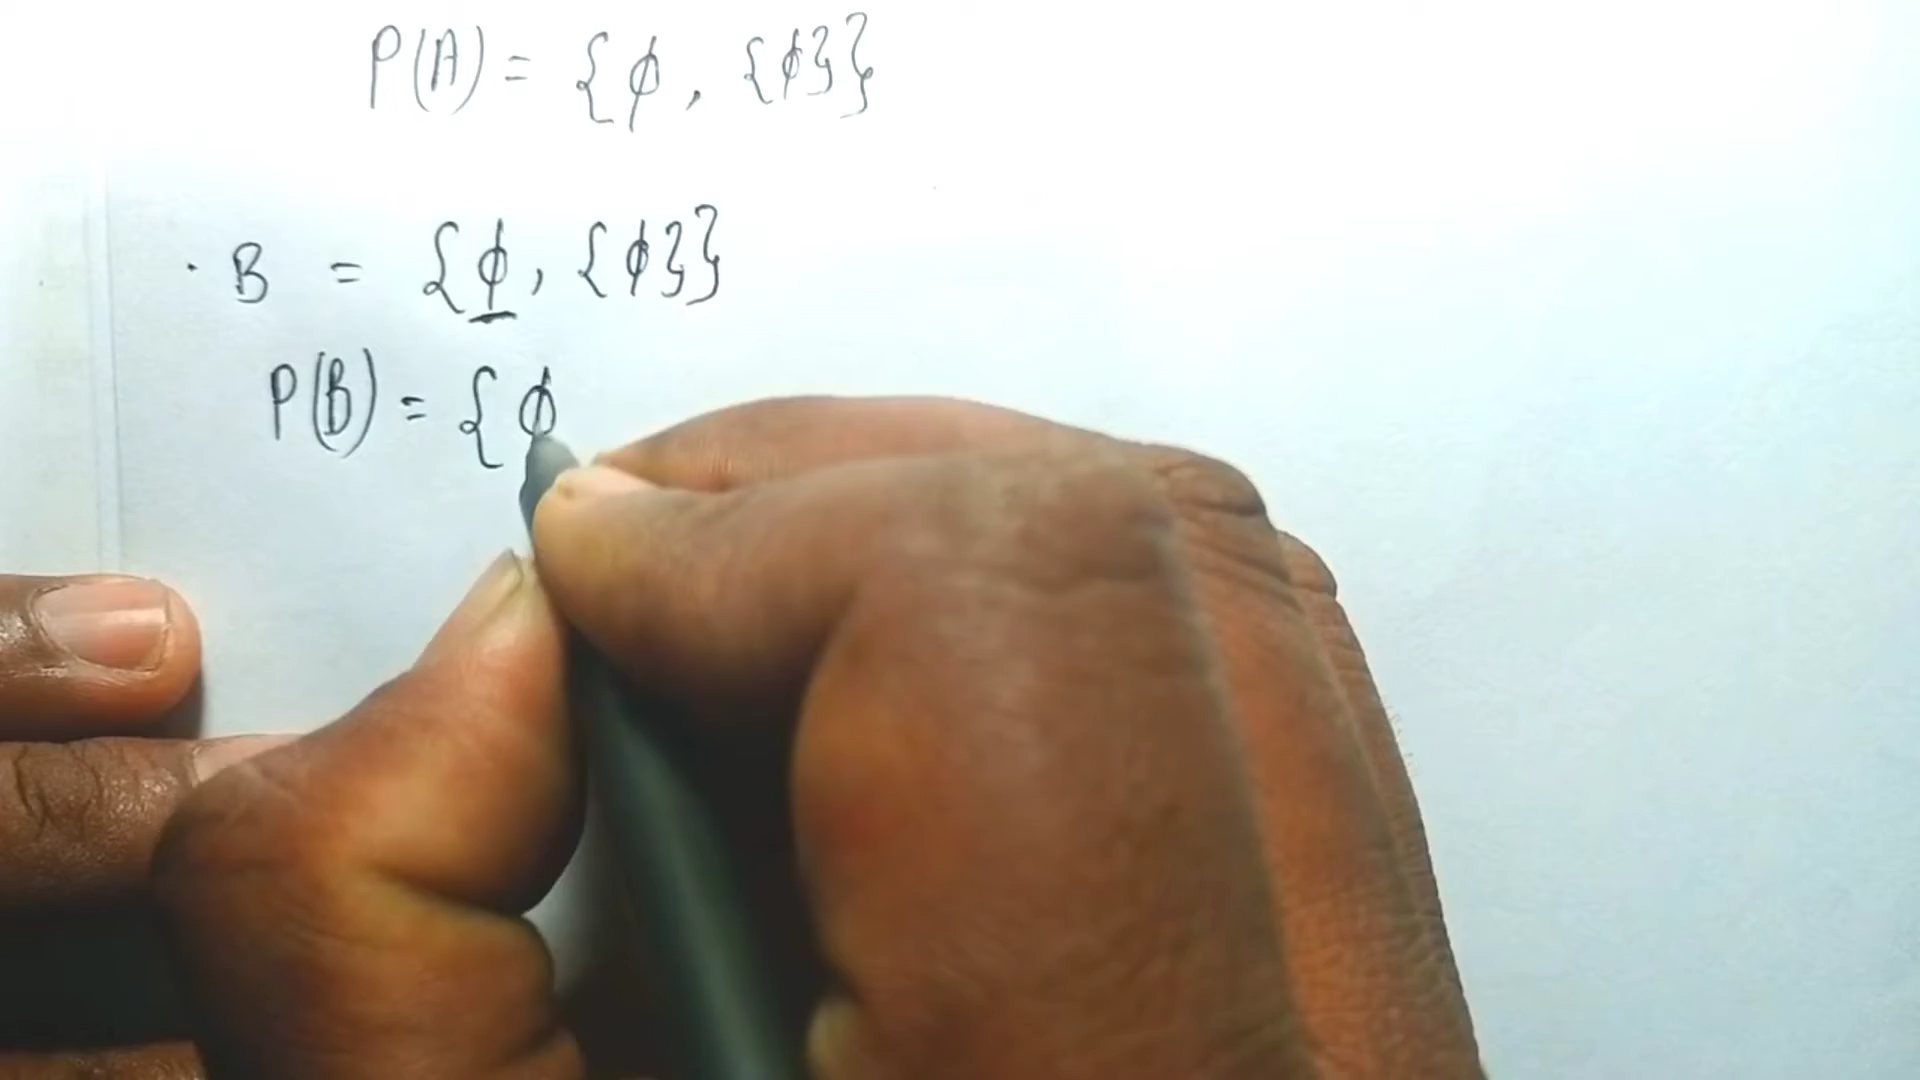 P(A) = {ϕ, {ϕ}}
· B = {ϕ, {ϕ}}
P(B) = {ϕ